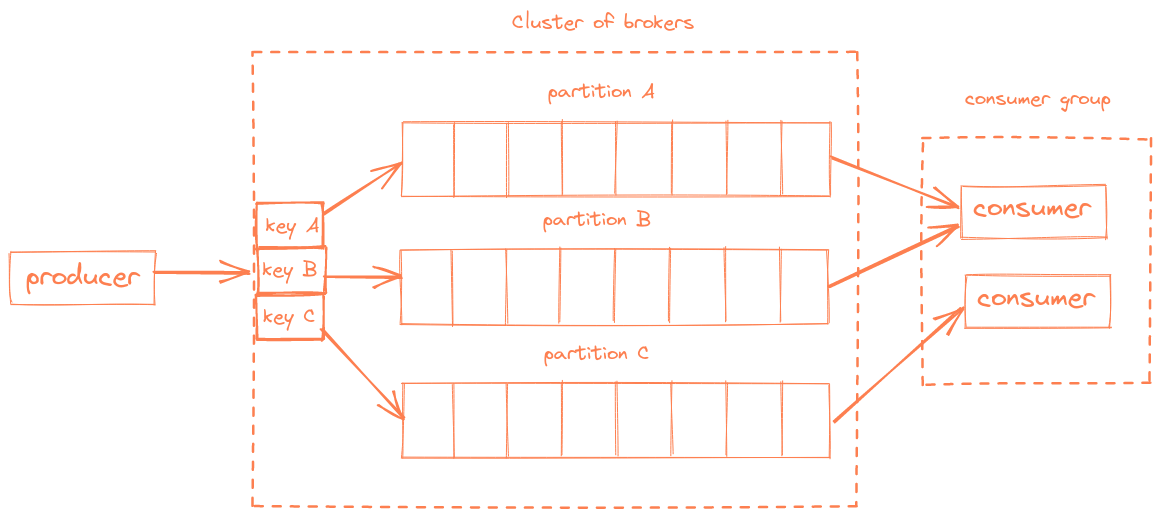 Cluster of brokers
partition A
consumer group
key A
consumer
partition B
producer
key B
consumer
key C
partition C